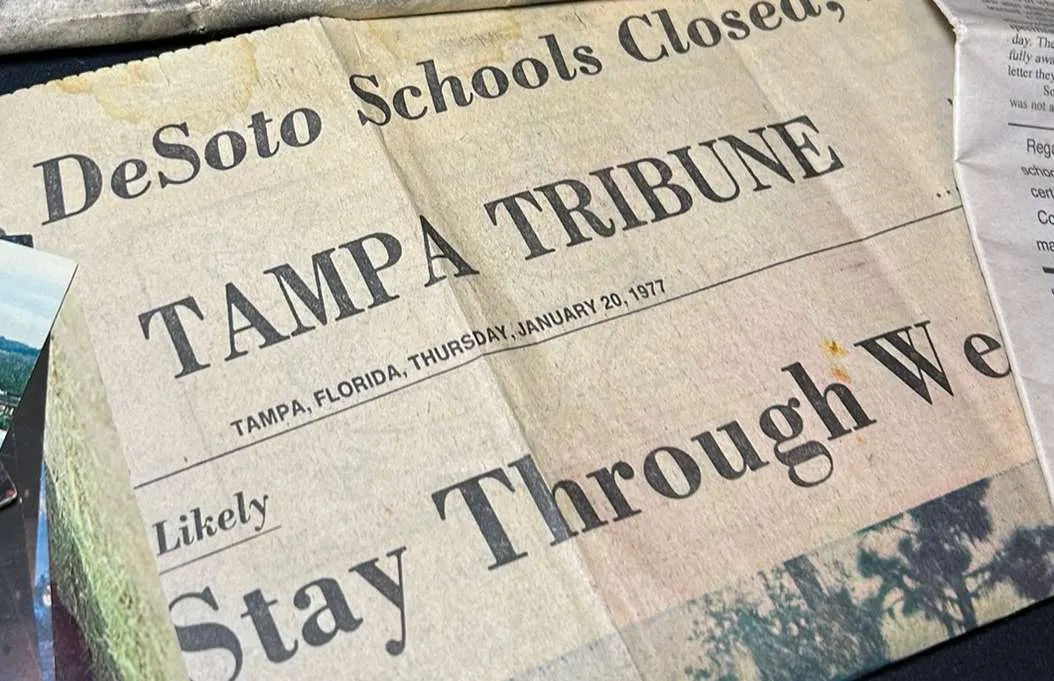 DeSoto Schools Closed,
TAMPA TRIBUNE
TAMPA, FLORIDA, THURSDAY, JANUARY 20, 1977
Likely
Stay Through We
day. The
fully awa
letter they
So
was not a
Rega
schoo
cert
Co
ma